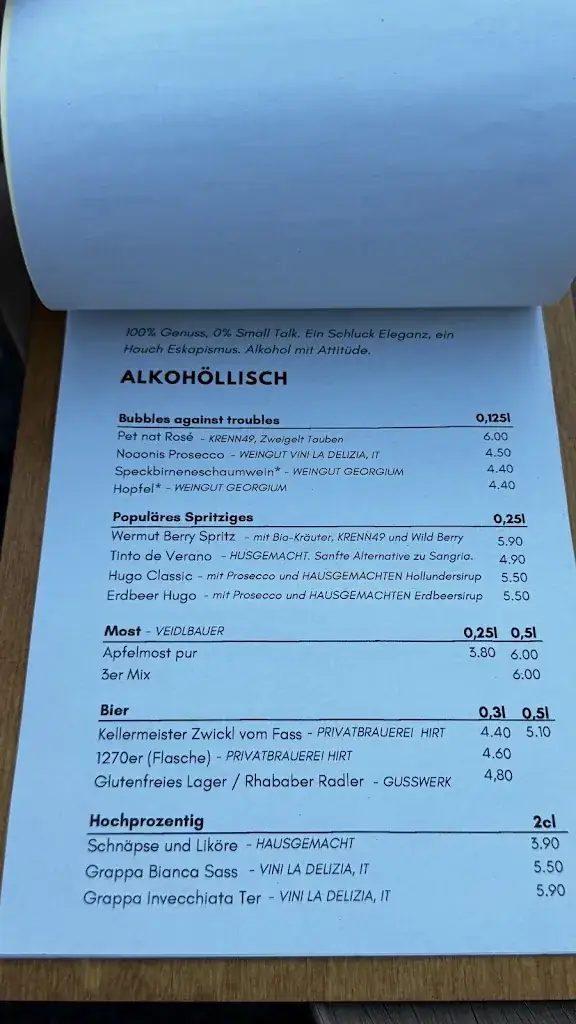 100% Genuss, 0% Small Talk. Ein Schluck Eleganz, ein
Hauch Eskapismus. Alkohol mit Attitüde.
ALKOHÖLLISCH
Bubbles against troubles 0,125l
Pet nat Rosé - KRENN49, Zweigelt Tauben 6.00
Noaonis Prosecco - WEINGUT VINI LA DELIZIA, IT 4.50
Speckbirneneschaumwein* - WEINGUT GEORGIUM 4.40
Hopfel* - WEINGUT GEORGIUM 4.40
Populäres Spritziges 0,25l
Wermut Berry Spritz - mit Bio-Kräuter, KRENN49 und Wild Berry 5.90
Tinto de Verano - HUSGEMACHT. Sanfte Alternative zu Sangria. 4.90
Hugo Classic - mit Prosecco und HAUSGEMACHTEN Hollundersirup 5.50
Erdbeer Hugo - mit Prosecco und HAUSGEMACHTEN Erdbeersirup 5.50
Most - VEIDLBAUER 0,25l 0,5l
Apfelmost pur 3.80 6.00
3er Mix 6.00
Bier 0,3l 0,5l
Kellermeister Zwickl vom Fass - PRIVATBRAUEREI HIRT 4.40 5.10
1270er (Flasche) - PRIVATBRAUEREI HIRT 4.60
Glutenfreies Lager / Rhababer Radler - GUSSWERK 4,80
Hochprozentig 2cl
Schnäpse und Liköre - HAUSGEMACHT 3.90
Grappa Bianca Sass - VINI LA DELIZIA, IT 5.50
Grappa Invecchiata Ter - VINI LA DELIZIA, IT 5.90